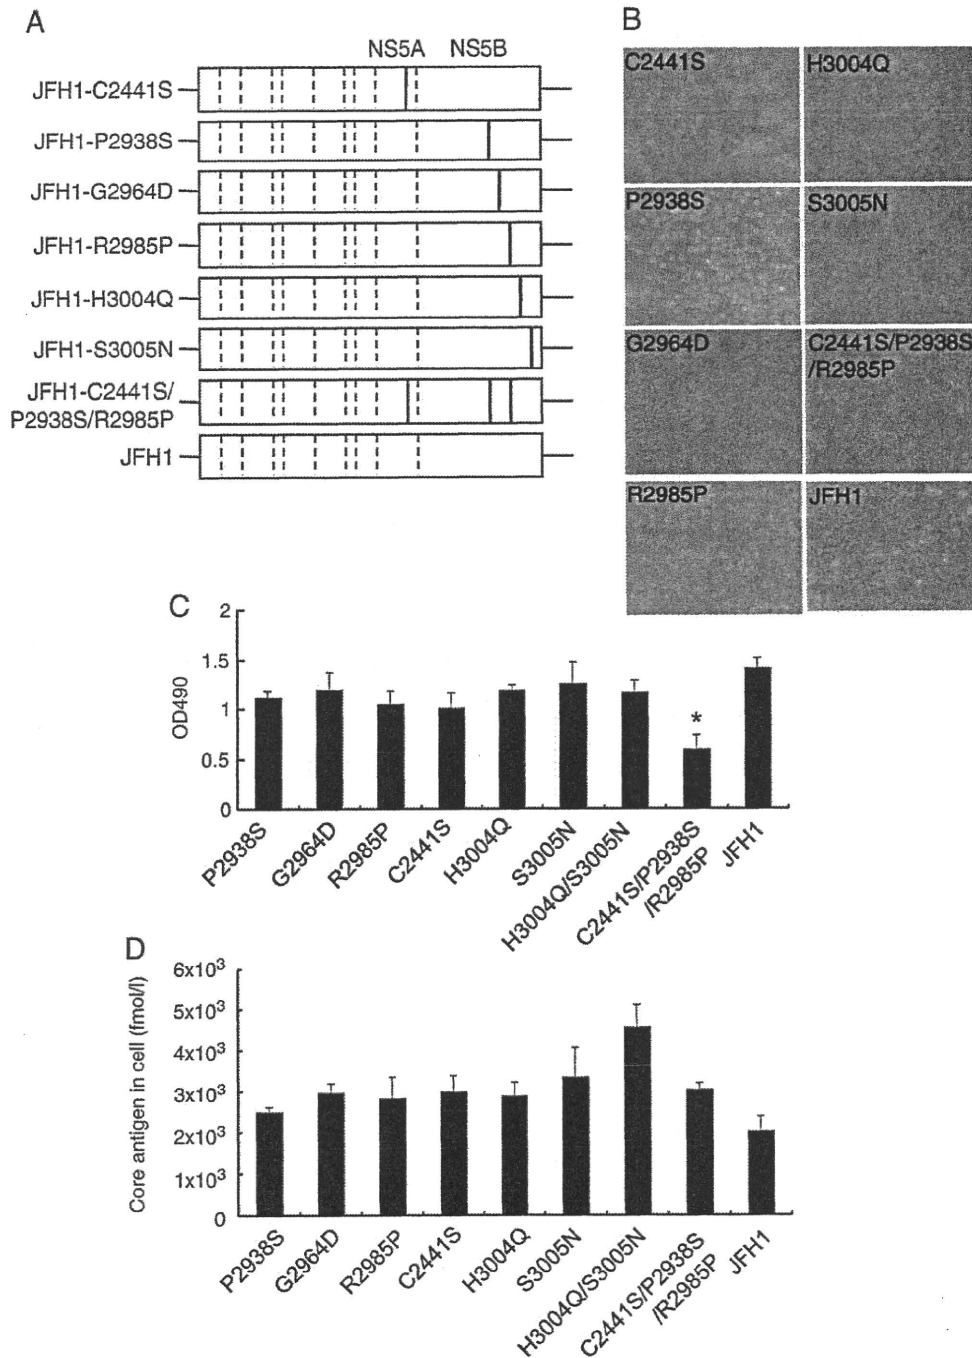 A
NS5A NS5B
JFH1-C2441S
JFH1-P2938S
JFH1-G2964D
JFH1-R2985P
JFH1-H3004Q
JFH1-S3005N
JFH1-C2441S/
P2938S/R2985P
JFH1
B
C2441S
H3004Q
P2938S
S3005N
G2964D
C2441S/P2938S
/R2985P
R2985P
JFH1
C
2
1.5
1
0.5
0
OD490
*
P2938S
G2964D
R2985P
C2441S
H3004Q
S3005N
H3004Q/S3005N
C2441S/P2938S
/R2985P
JFH1
D
6x10³
5x10³
4x10³
3x10³
2x10³
1x10³
0
Core antigen in cell (fmol/l)
P2938S
G2964D
R2985P
C2441S
H3004Q
S3005N
H3004Q/S3005N
C2441S/P2938S
/R2985P
JFH1